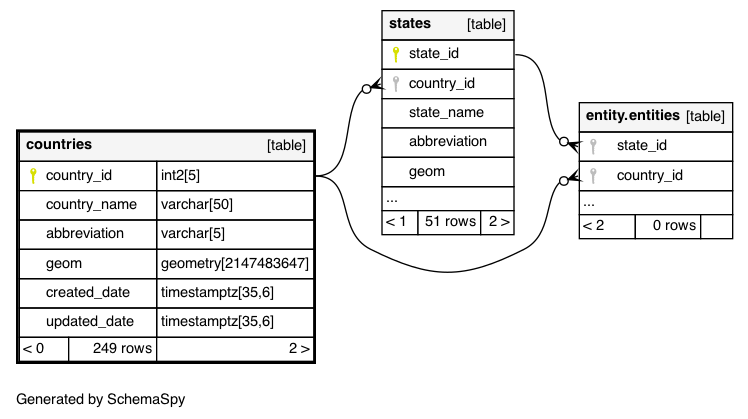 states [table]
state_id
country_id
state_name
abbreviation
geom
...
< 1 51 rows 2 >
entity.entities [table]
state_id
country_id
...
< 2 0 rows
countries [table]
country_id int2[5]
country_name varchar[50]
abbreviation varchar[5]
geom geometry[2147483647]
created_date timestamptz[35,6]
updated_date timestamptz[35,6]
< 0 249 rows 2 >
Generated by SchemaSpy